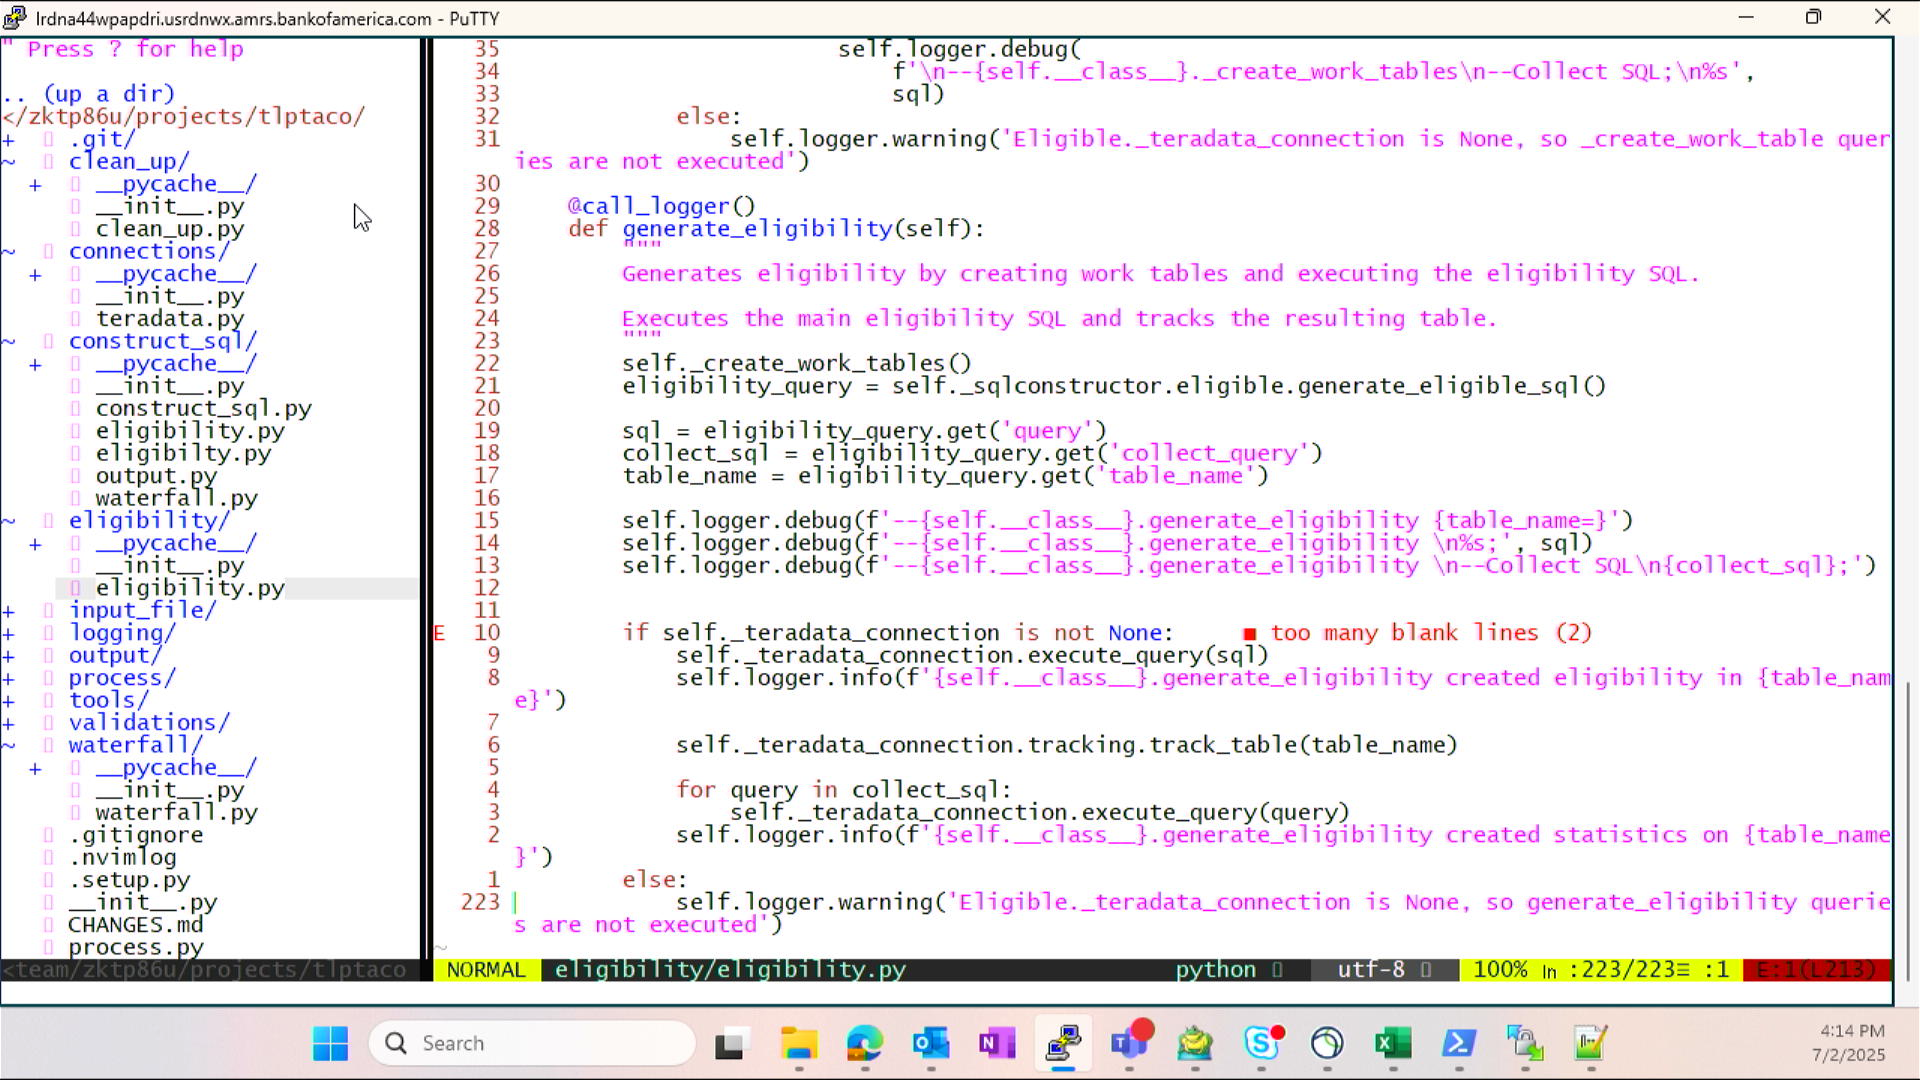 lrdna44wpapdri.usrdnwx.amrs.bankofamerica.com - PuTTY
" Press ? for help
.. (up a dir)
</zktp86u/projects/tlptaco/
+ .git/
~ clean_up/
+ __pycache__/
__init__.py
clean_up.py
~ connections/
+ __pycache__/
__init__.py
teradata.py
~ construct_sql/
+ __pycache__/
__init__.py
construct_sql.py
eligibility.py
eligibilty.py
output.py
waterfall.py
~ eligibility/
+ __pycache__/
__init__.py
eligibility.py
+ input_file/
+ logging/
+ output/
+ process/
+ tools/
+ validations/
~ waterfall/
+ __pycache__/
__init__.py
waterfall.py
.gitignore
.nvimlog
.setup.py
__init__.py
CHANGES.md
process.py
<team/zktp86u/projects/tlptaco
35 self.logger.debug(
34 f'\n--{self.__class__}._create_work_tables\n--Collect SQL;\n%s',
33 sql)
32 else:
31 self.logger.warning('Eligible._teradata_connection is None, so _create_work_table quer
ies are not executed')
30
29 @call_logger()
28 def generate_eligibility(self):
27 """
26 Generates eligibility by creating work tables and executing the eligibility SQL.
25
24 Executes the main eligibility SQL and tracks the resulting table.
23 """
22 self._create_work_tables()
21 eligibility_query = self._sqlconstructor.eligible.generate_eligible_sql()
20
19 sql = eligibility_query.get('query')
18 collect_sql = eligibility_query.get('collect_query')
17 table_name = eligibility_query.get('table_name')
16
15 self.logger.debug(f'--{self.__class__}.generate_eligibility {table_name=}')
14 self.logger.debug(f'--{self.__class__}.generate_eligibility \n%s;', sql)
13 self.logger.debug(f'--{self.__class__}.generate_eligibility \n--Collect SQL\n{collect_sql};')
12
11
E 10 if self._teradata_connection is not None: ■ too many blank lines (2)
9 self._teradata_connection.execute_query(sql)
8 self.logger.info(f'{self.__class__}.generate_eligibility created eligibility in {table_nam
e}')
7
6 self._teradata_connection.tracking.track_table(table_name)
5
4 for query in collect_sql:
3 self._teradata_connection.execute_query(query)
2 self.logger.info(f'{self.__class__}.generate_eligibility created statistics on {table_name
}')
1 else:
223 self.logger.warning('Eligible._teradata_connection is None, so generate_eligibility querie
s are not executed')
~
NORMAL eligibility/eligibility.py python utf-8 100% ln :223/223≡ :1 E:1(L213)
Search
4:14 PM
7/2/2025